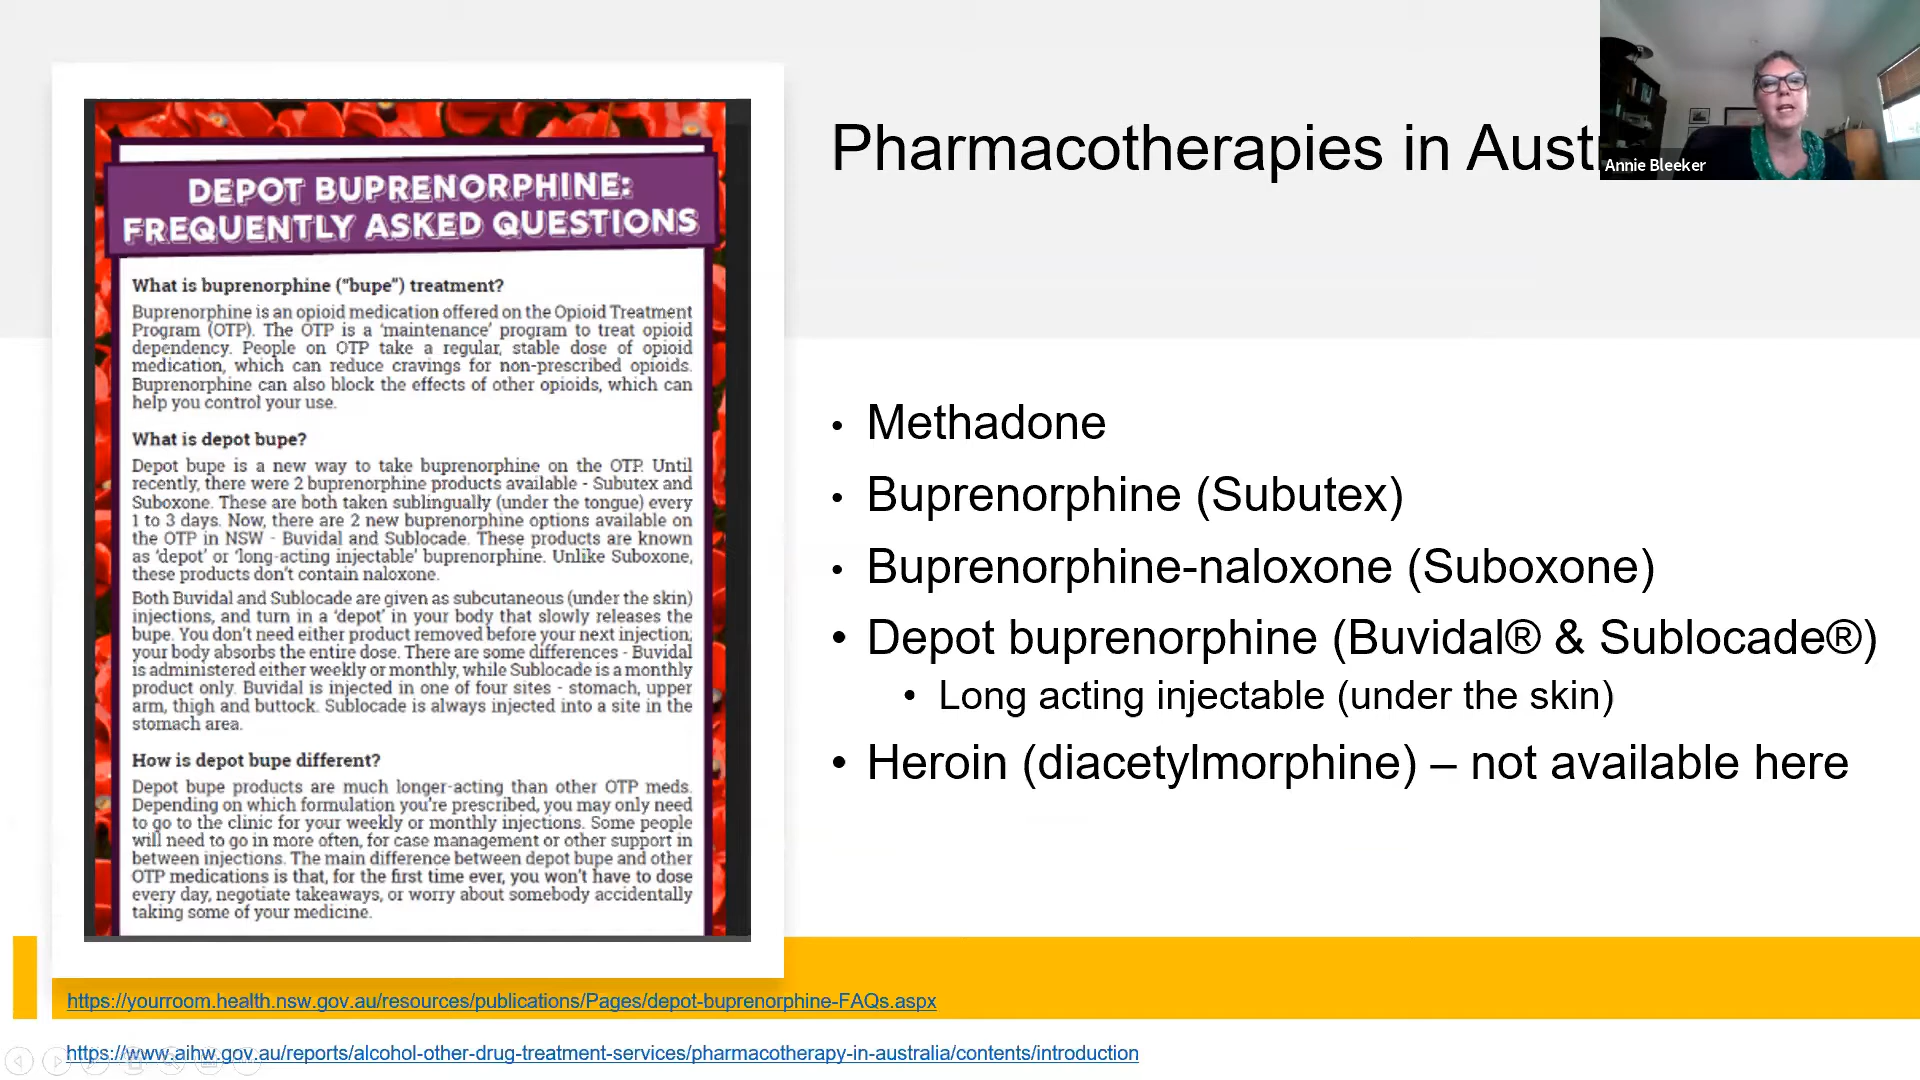 Pharmacotherapies in Aust
Annie Bleeker
DEPOT BUPRENORPHINE:
FREQUENTLY ASKED QUESTIONS
What is buprenorphine ("bupe") treatment?
Buprenorphine is an opioid medication offered on the Opioid Treatment
Program (OTP). The OTP is a 'maintenance' program to treat opioid
dependency. People on OTP take a regular, stable dose of opioid
medication, which can reduce cravings for non-prescribed opioids.
Buprenorphine can also block the effects of other opioids, which can
help you control your use.
What is depot bupe?
Depot bupe is a new way to take buprenorphine on the OTP. Until
recently, there were 2 buprenorphine products available - Subutex and
Suboxone. These are both taken sublingually (under the tongue) every
1 to 3 days. Now, there are 2 new buprenorphine options available on
the OTP in NSW - Buvidal and Sublocade. These products are known
as 'depot' or 'long-acting injectable' buprenorphine. Unlike Suboxone,
these products don't contain naloxone.
Both Buvidal and Sublocade are given as subcutaneous (under the skin)
injections, and turn in a 'depot' in your body that slowly releases the
bupe. You don't need either product removed before your next injection;
your body absorbs the entire dose. There are some differences - Buvidal
is administered either weekly or monthly, while Sublocade is a monthly
product only. Buvidal is injected in one of four sites - stomach, upper
arm, thigh and buttock. Sublocade is always injected into a site in the
stomach area.
How is depot bupe different?
Depot bupe products are much longer-acting than other OTP meds.
Depending on which formulation you're prescribed, you may only need
to go to the clinic for your weekly or monthly injections. Some people
will need to go in more often, for case management or other support in
between injections. The main difference between depot bupe and other
OTP medications is that, for the first time ever, you won't have to dose
every day, negotiate takeaways, or worry about somebody accidentally
taking some of your medicine.
• Methadone
• Buprenorphine (Subutex)
• Buprenorphine-naloxone (Suboxone)
• Depot buprenorphine (Buvidal® & Sublocade®)
• Long acting injectable (under the skin)
• Heroin (diacetylmorphine) – not available here
https://yourroom.health.nsw.gov.au/resources/publications/Pages/depot-buprenorphine-FAQs.aspx
https://www.aihw.gov.au/reports/alcohol-other-drug-treatment-services/pharmacotherapy-in-australia/contents/introduction